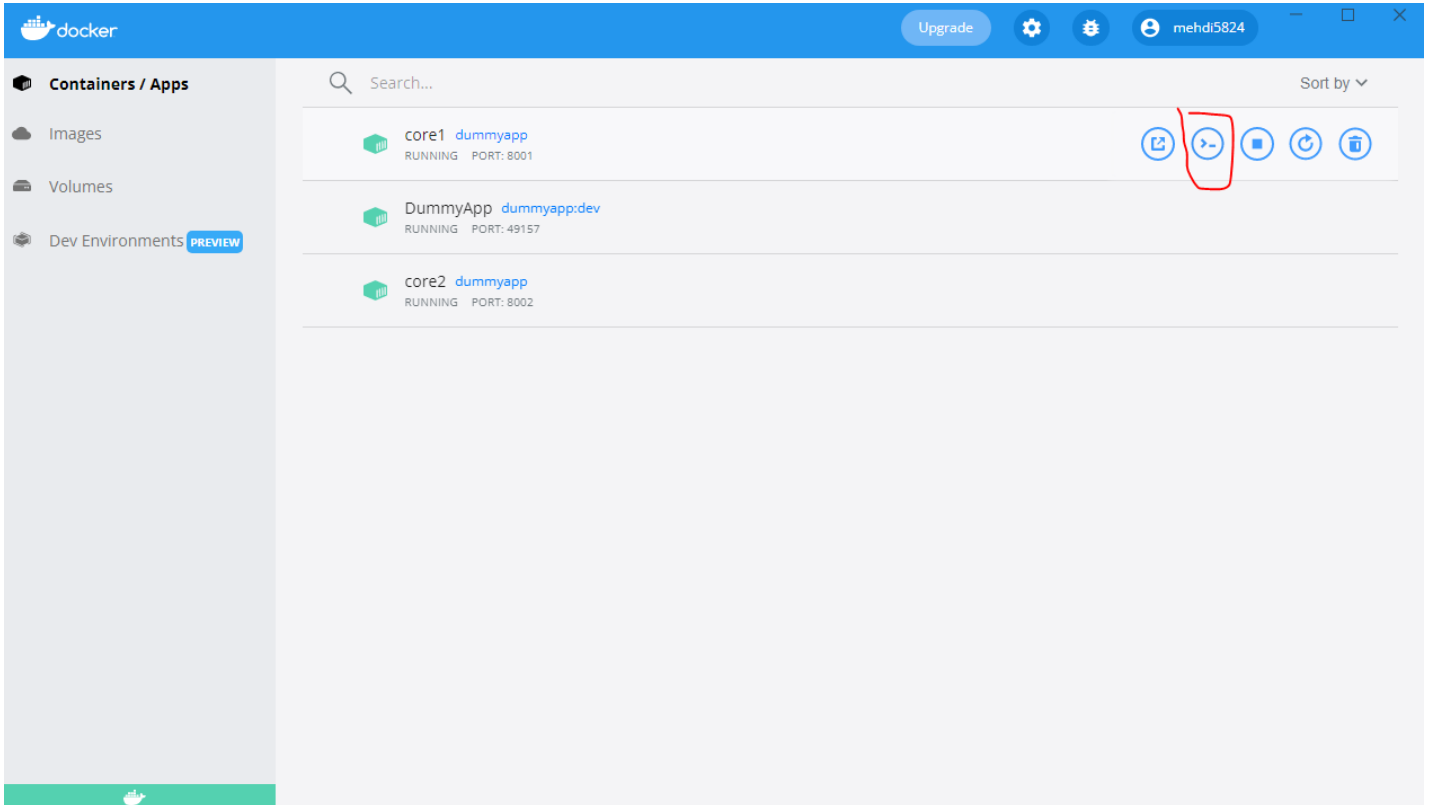 docker
Upgrade
mehdi5824
Containers / Apps
Images
Volumes
Dev Environments PREVIEW
Search...
Sort by
core1 dummyapp
RUNNING PORT: 8001
DummyApp dummyapp:dev
RUNNING PORT: 49157
core2 dummyapp
RUNNING PORT: 8002